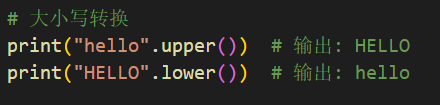 # 大小写转换
print("hello".upper())  # 输出: HELLO
print("HELLO".lower())  # 输出: hello